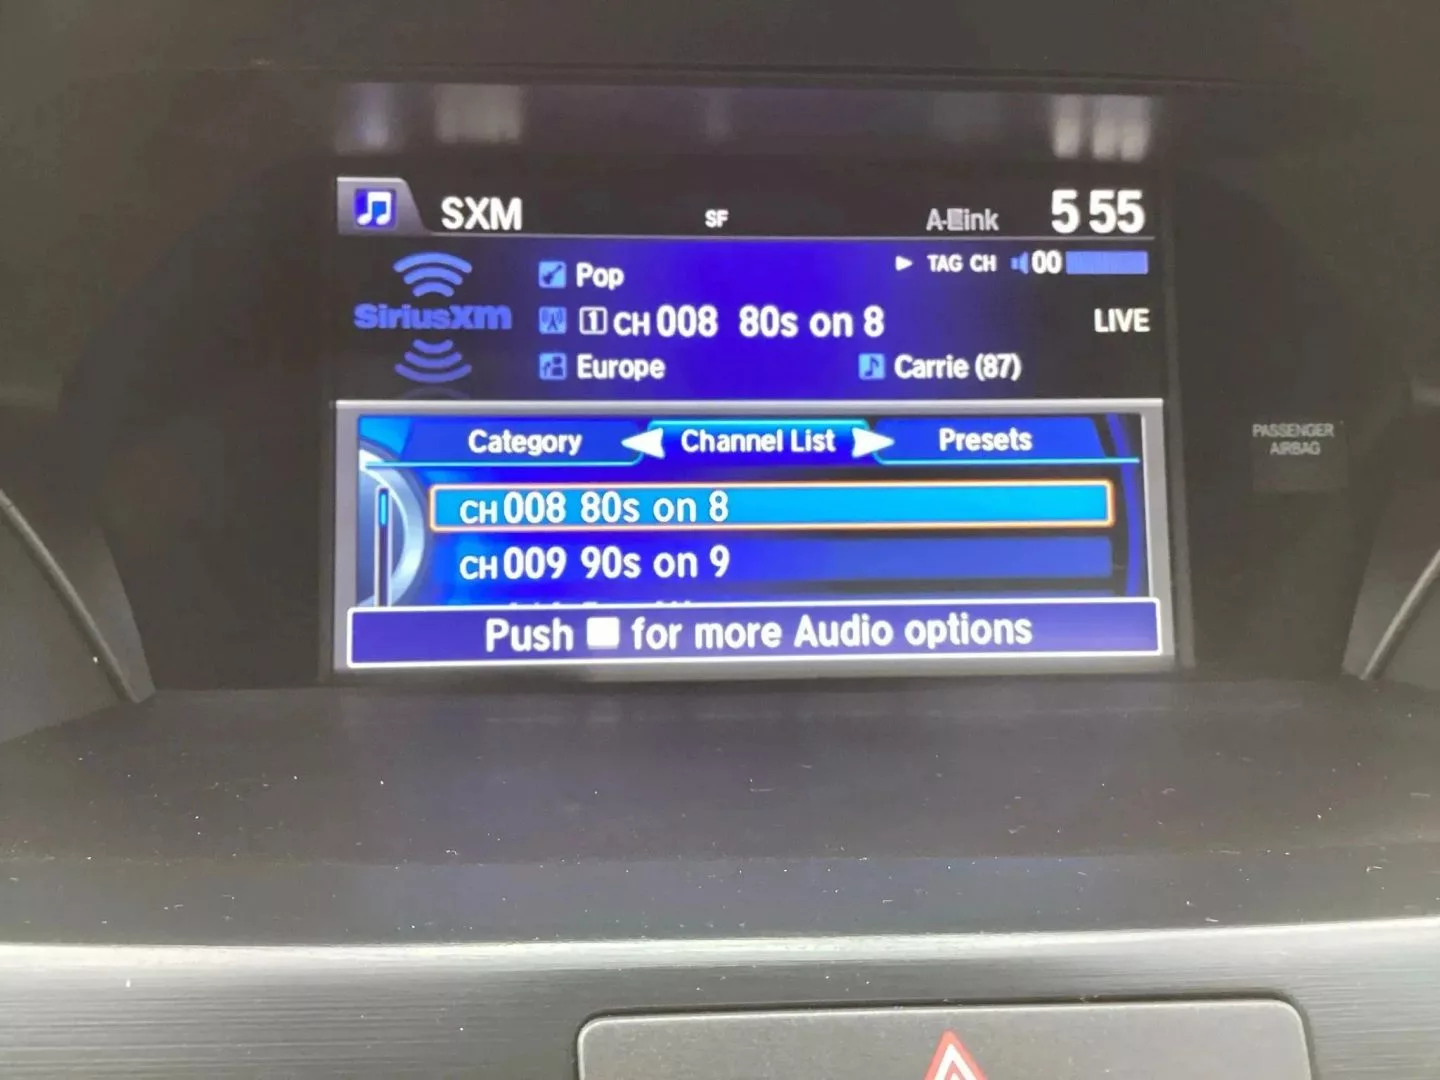 SXM SF A-Link 5 55
Pop ► TAG CH 00
SiriusXM 1 CH 008 80s on 8 LIVE
Europe Carrie (87)
Category Channel List Presets
CH 008 80s on 8
CH 009 90s on 9
Push for more Audio options
PASSENGER
AIRBAG